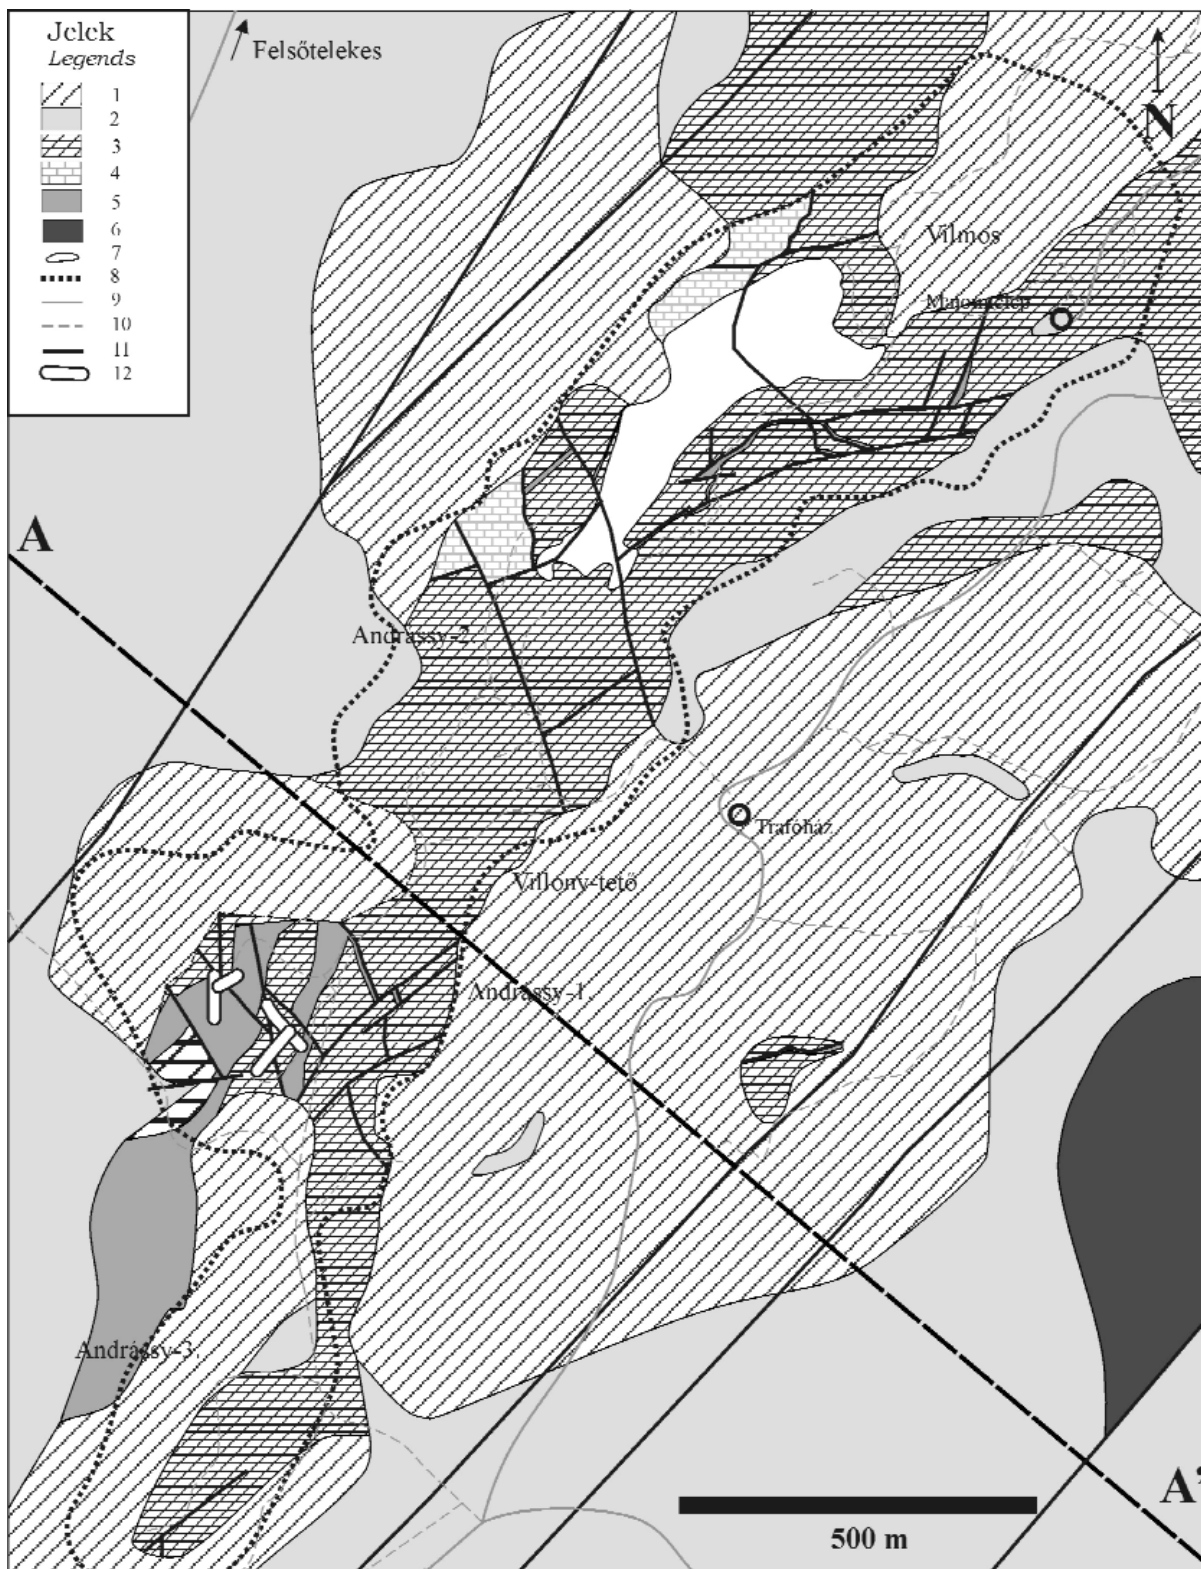 Jelek
Legends
1
2
3
4
5
6
7
8
9
10
11
12
Felsőtelekes
N
Vilmos
A
Andrássy-2.
Trafóház
Villony-tető
Andrássy-1.
Andrássy-3.
A'
500 m